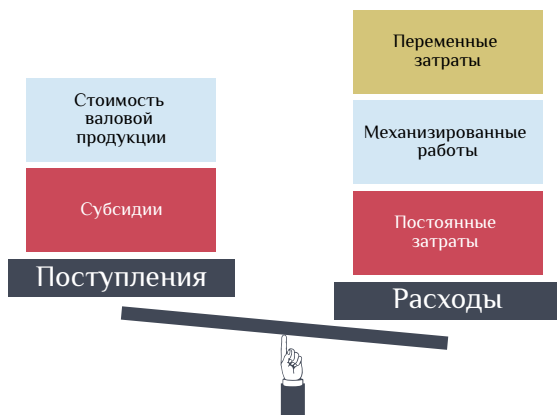 Стоимость
валовой
продукции
Субсидии
Поступления
Переменные
затраты
Механизированные
работы
Постоянные
затраты
Расходы